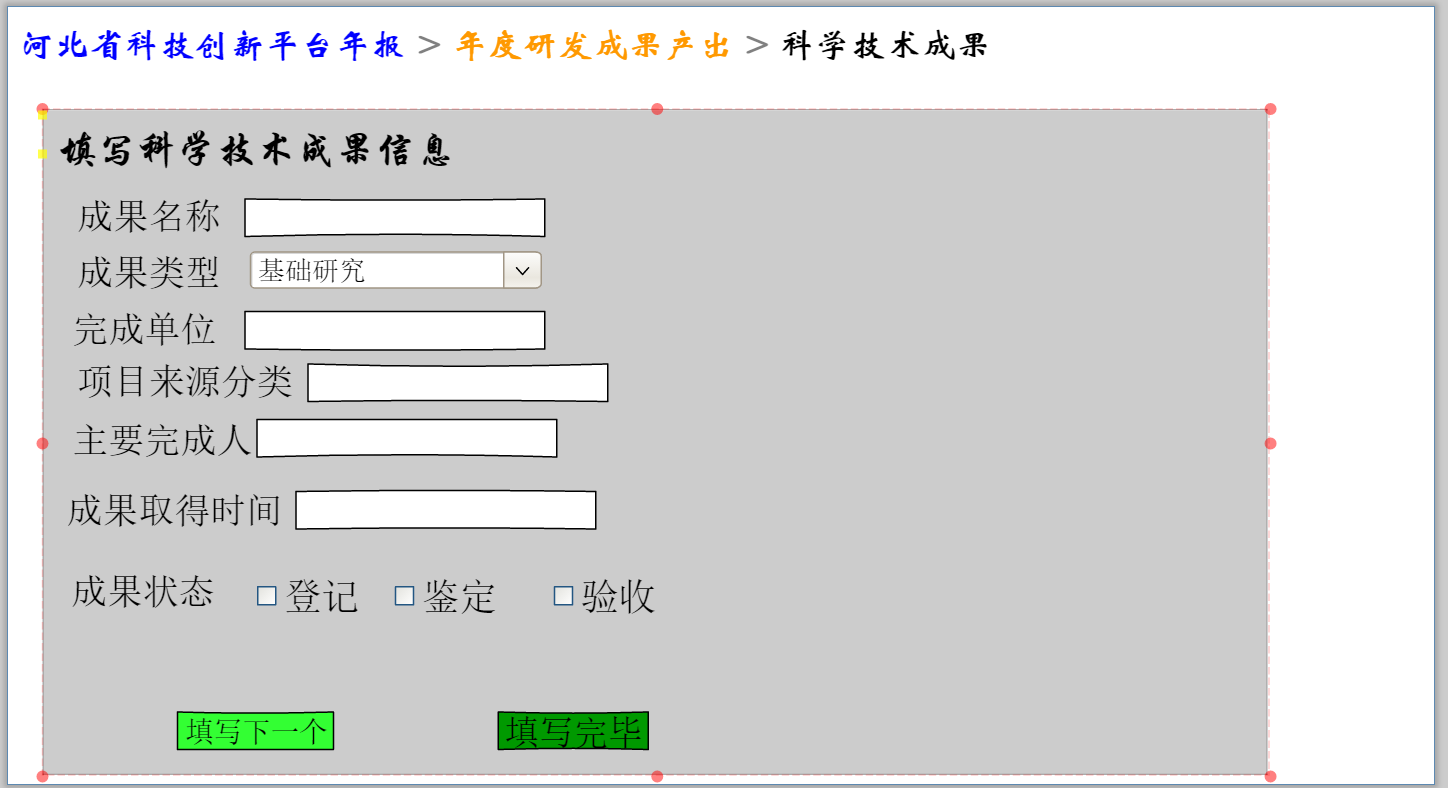 河北省科技创新平台年报 > 年度研发成果产出 > 科学技术成果
填写科学技术成果信息
成果名称
成果类型 基础研究
完成单位
项目来源分类
主要完成人
成果取得时间
成果状态 登记 鉴定 验收
填写下一个 填写完毕